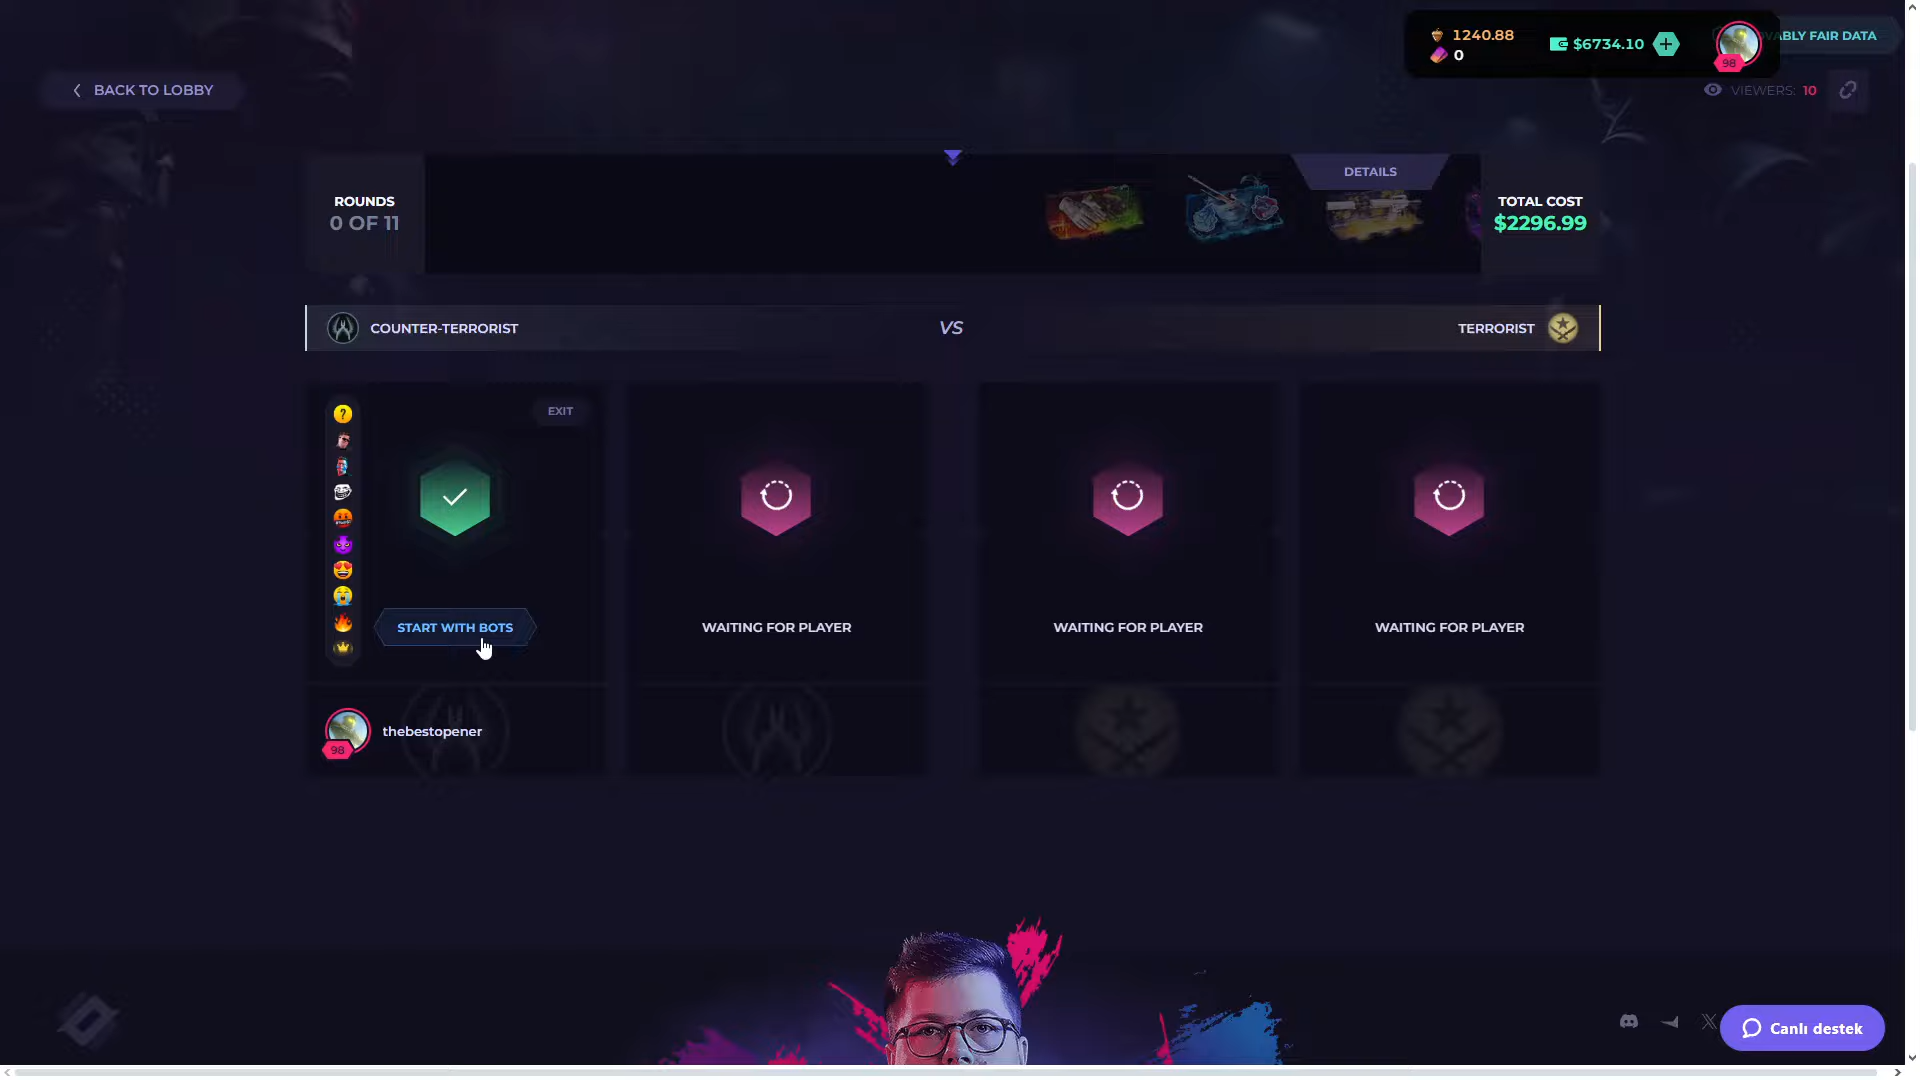 1240.88
0
$6734.10
ABLY FAIR DATA
98
BACK TO LOBBY
VIEWERS: 10
ROUNDS
0 OF 11
DETAILS
TOTAL COST
$2296.99
COUNTER-TERRORIST
VS
TERRORIST
EXIT
START WITH BOTS
WAITING FOR PLAYER
WAITING FOR PLAYER
WAITING FOR PLAYER
thebestopener
98
Canlı destek